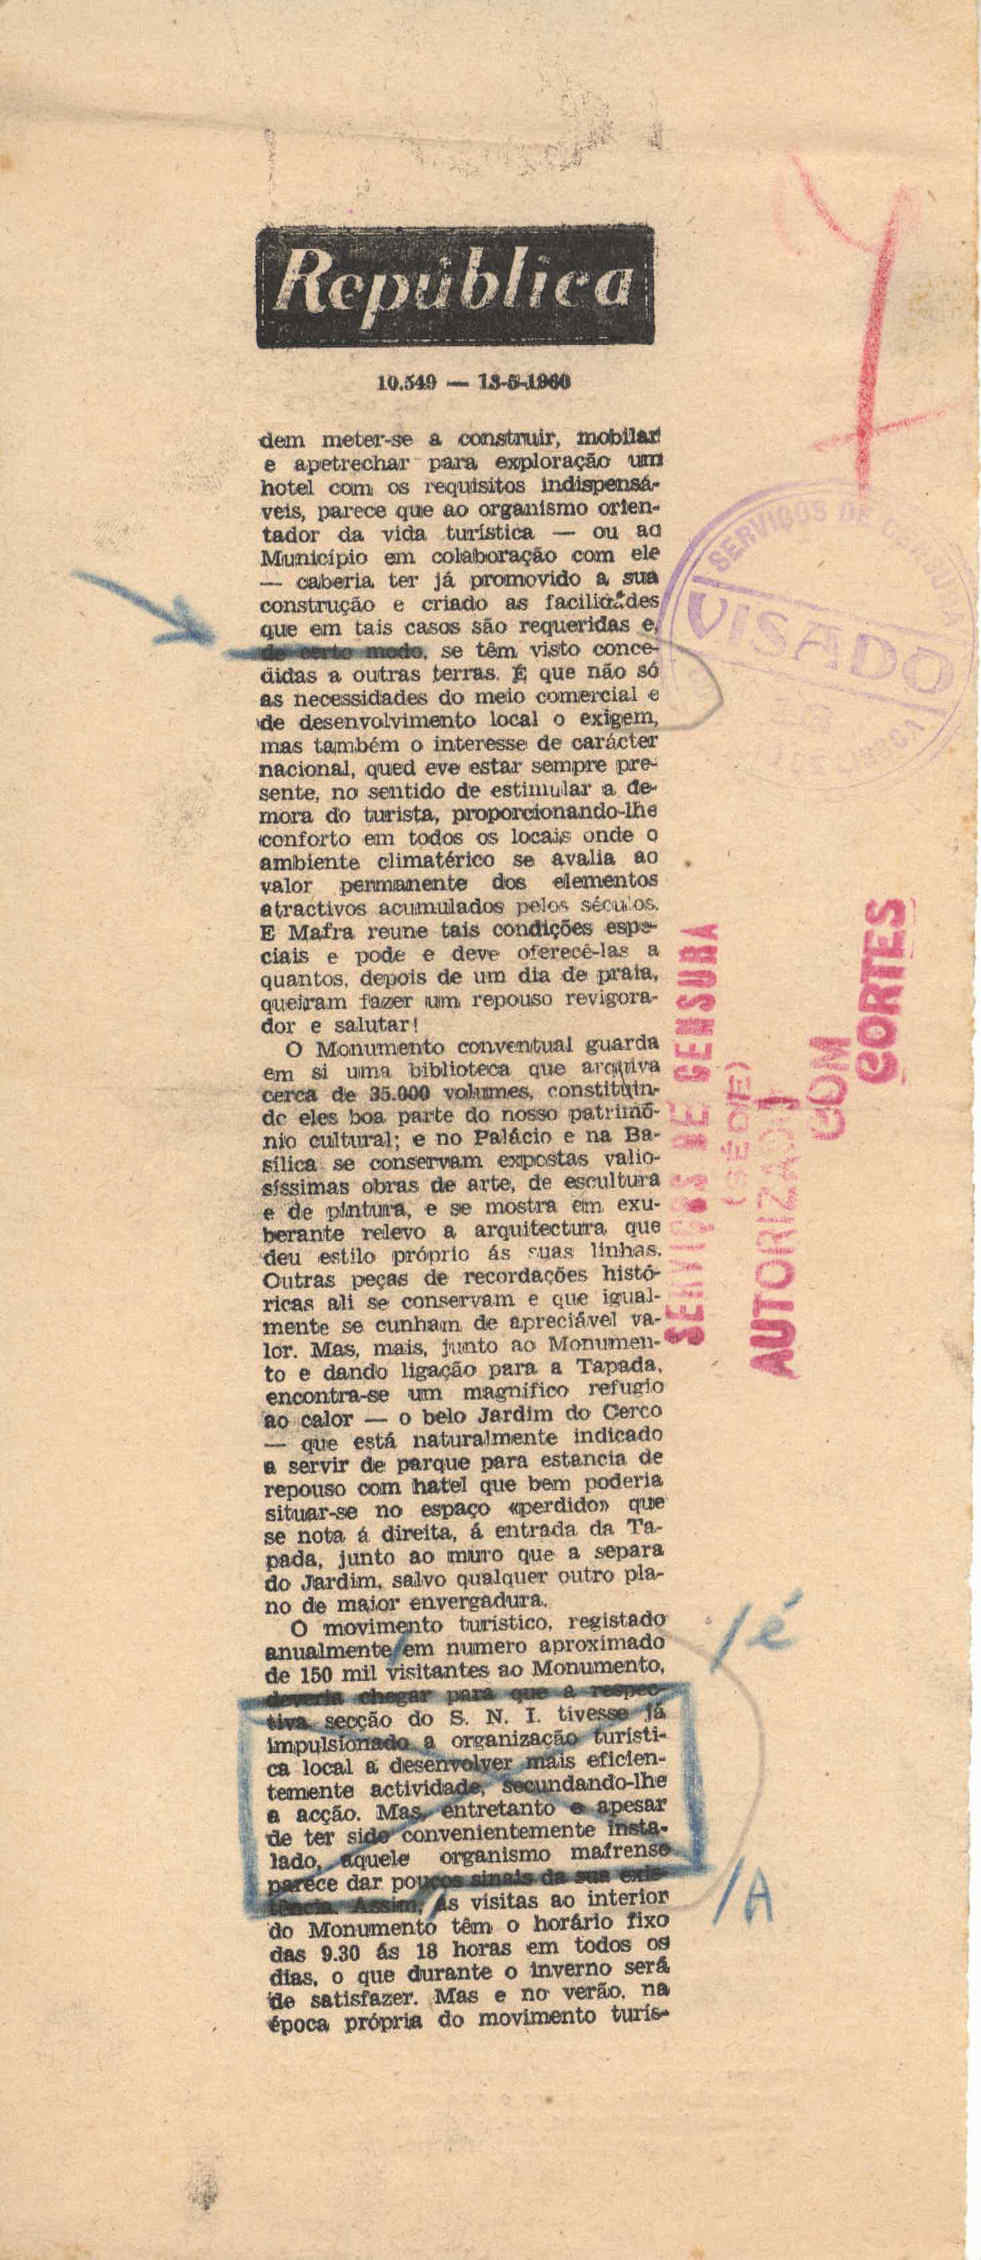 República
10.549 — 13-5-1960
dem meter-se a construir, mobilar
e apetrechar para exploração um
hotel com os requisitos indispensá-
veis, parece que ao organismo orien-
tador da vida turística — ou ao
Município em colaboração com ele
— caberia ter já promovido a sua
construção e criado as facilidades
que em tais casos são requeridas e,
de certo modo, se têm visto conce-
didas a outras terras. É que não só
as necessidades do meio comercial e
de desenvolvimento local o exigem,
mas também o interesse de carácter
nacional, qued eve estar sempre pre-
sente, no sentido de estimular a de-
mora do turista, proporcionando-lhe
conforto em todos os locais onde o
ambiente climatérico se avalia ao
valor permanente dos elementos
atractivos acumulados pelos séculos.
E Mafra reune tais condições espe-
ciais e pode e deve oferecê-las a
quantos, depois de um dia de praia,
queiram fazer um repouso revigora-
dor e salutar!
O Monumento conventual guarda
em si uma biblioteca que arquiva
cerca de 35.000 volumes, constituin-
do eles boa parte do nosso patrimó-
nio cultural; e no Palácio e na Ba-
sílica se conservam expostas valio-
síssimas obras de arte, de escultura
e de pintura, e se mostra em exu-
berante relevo a arquitectura que
deu estilo próprio ás suas linhas.
Outras peças de recordações histó-
ricas ali se conservam e que igual-
mente se cunham de apreciável va-
lor. Mas, mais, junto ao Monumen-
to e dando ligação para a Tapada,
encontra-se um magnífico refugio
ao calor — o belo Jardim do Cerco
— que está naturalmente indicado
a servir de parque para estancia de
repouso com hatel que bem poderia
situar-se no espaço «perdido» que
se nota á direita, á entrada da Ta-
pada, junto ao muro que a separa
do Jardim, salvo qualquer outro pla-
no de maior envergadura.
O movimento turístico, registado
anualmente/em numero aproximado
de 150 mil visitantes ao Monumento,
deveria chegar para que a respec-
tiva secção do S. N. I. tivesse já
impulsionado a organização turísti-
ca local a desenvolver mais eficien-
temente actividade, secundando-lhe
a acção. Mas, entretanto e apesar
de ter sido convenientemente insta-
lado, aquele organismo mafrense
parece dar poucos sinais da sua exis-
tência. Assim, ás visitas ao interior
do Monumento têm o horário fixo
das 9.30 ás 18 horas em todos os
dias, o que durante o inverno será
de satisfazer. Mas e no verão, na
época própria do movimento turís-
/ é
/A
VISADO
SERVIÇOS DE CENSURA
(SÉDE)
AUTORIZADO
COM
CORTES